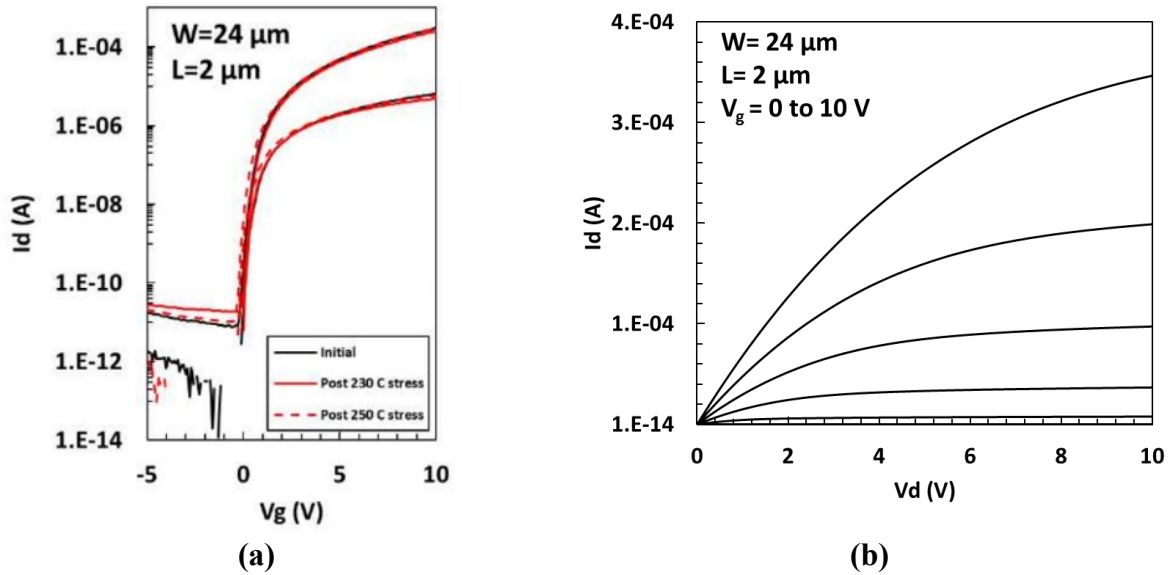 W=24 μm
L=2 μm
1.E-04
1.E-06
1.E-08
1.E-10
1.E-12
1.E-14
Id (A)
-5 0 5 10
Vg (V)
Initial
Post 230 C stress
Post 250 C stress
(a)
W= 24 μm
L= 2 μm
Vg = 0 to 10 V
4.E-04
3.E-04
2.E-04
1.E-04
1.E-14
Id (A)
0 2 4 6 8 10
Vd (V)
(b)